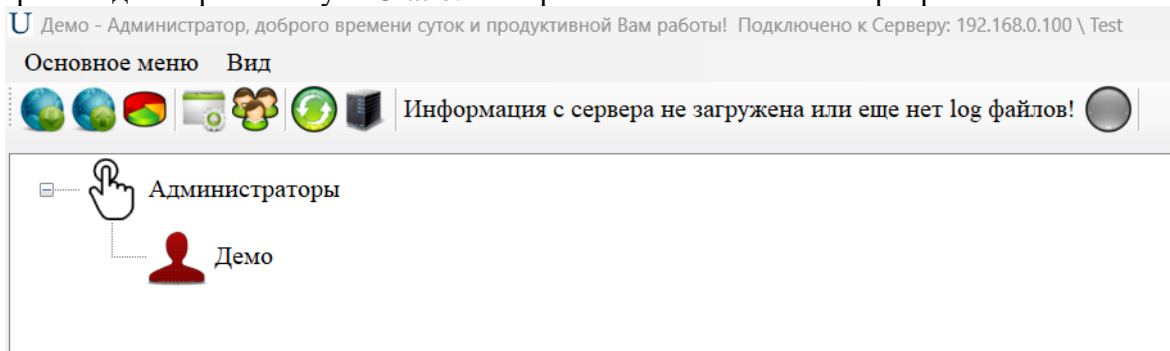 U Демо - Администратор, доброго времени суток и продуктивной Вам работы! Подключено к Серверу: 192.168.0.100 \ Test
Основное меню Вид
Информация с сервера не загружена или еще нет log файлов!
Администраторы
Демо